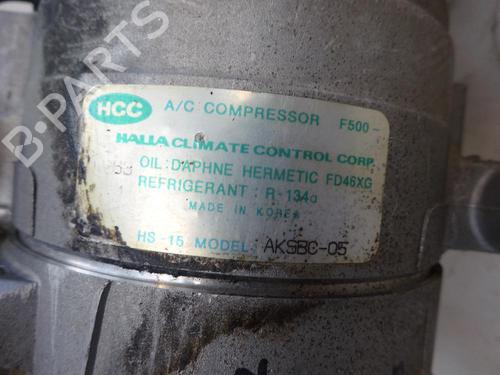 B-PARTS
HCC A/C COMPRESSOR F500-
HALLA CLIMATE CONTROL CORP.
OIL:DAPHNE HERMETIC FD46XG
REFRIGERANT : R-134a
MADE IN KOREA
HS-15 MODEL: AKSBC-05